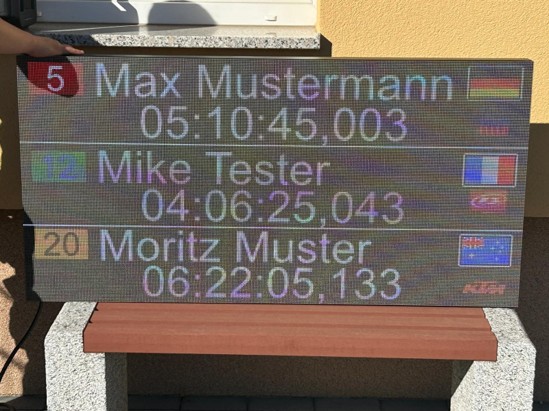 5 Max Mustermann
05:10:45,003
12 Mike Tester
04:06:25,043
20 Moritz Muster
06:22:05,133
KTM